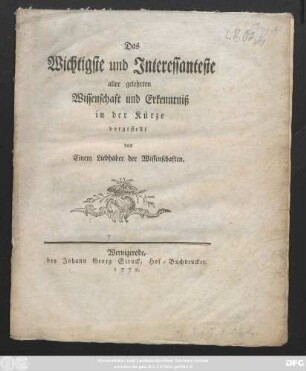 Das
Wichtigste und Interessanteste
aller gelehrten
Wissenschaft und Erkenntniß
in der Kürze
vorgestellt
von
Einem Liebhaber der Wissenschaften.
Wernigerode,
bey Johann Georg Struck, Hof-Buchdrucker.
SLUB